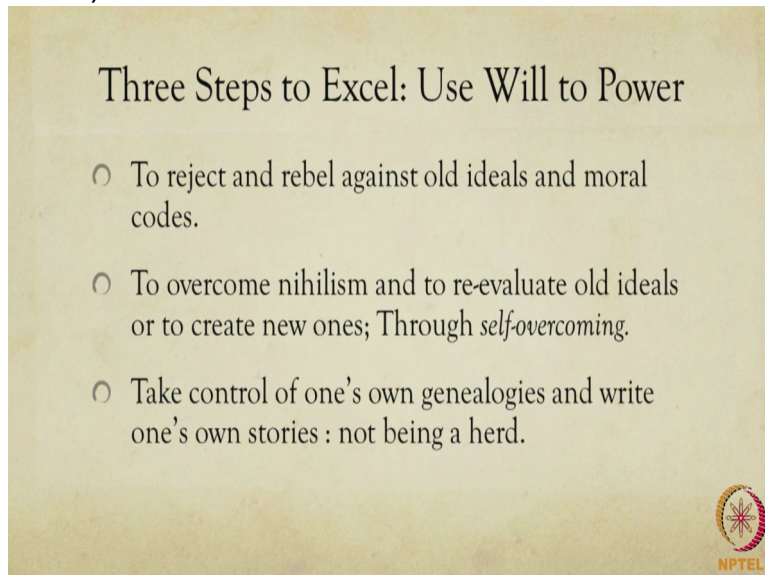 Three Steps to Excel: Use Will to Power
To reject and rebel against old ideals and moral
codes.
To overcome nihilism and to re-evaluate old ideals
or to create new ones; Through self-overcoming.
Take control of one's own genealogies and write
one's own stories : not being a herd.
NPTEL